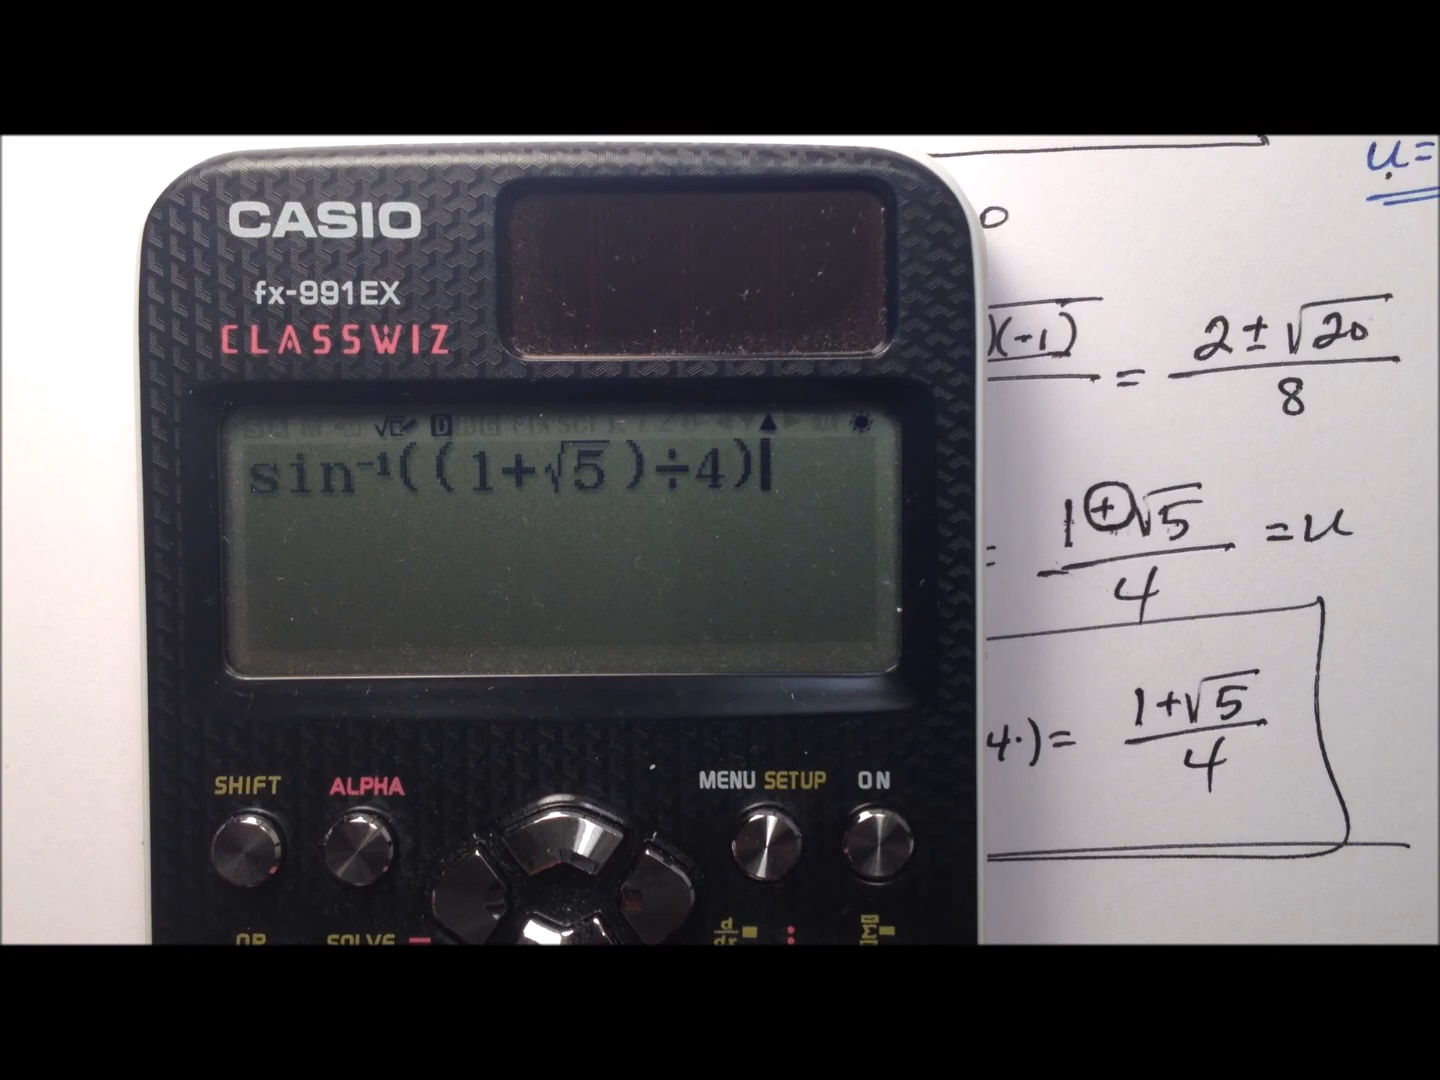 CASIO
fx-991EX
CLASSWIZ
√□ D
sin⁻¹((1+√5)÷4)
SHIFT ALPHA MENU SETUP ON
SOLVE
u=
0
)(-1)
= 2±√20
8
= 1+√5 =u
4
4.)= 1+√5
4